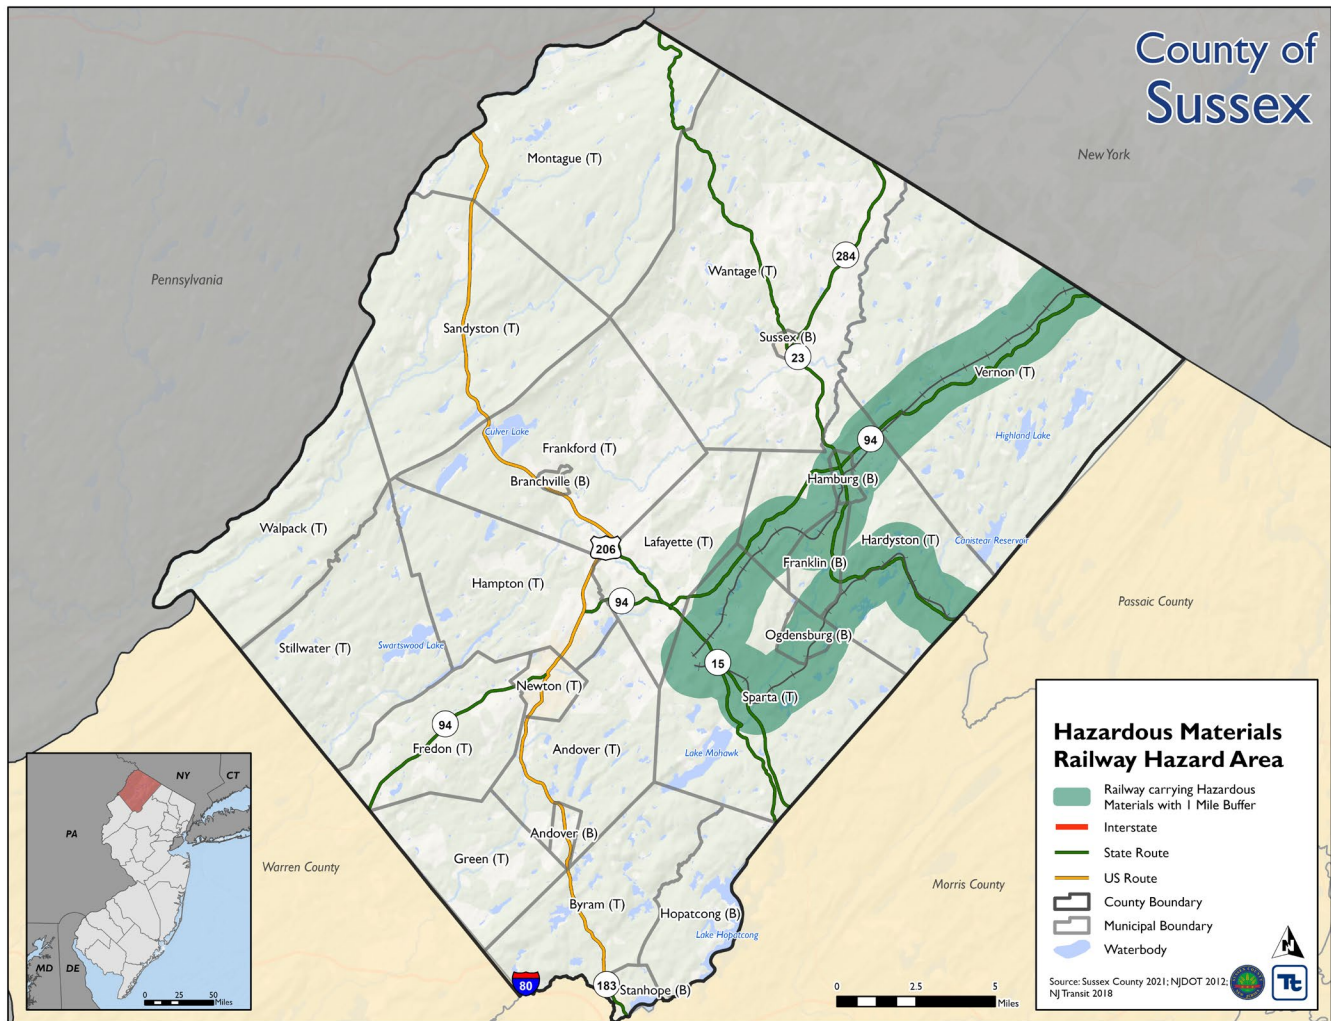 County of
Sussex
New York
Pennsylvania
Montague (T)
Wantage (T)
284
Sandyston (T)
Sussex (B)
23
Vernon (T)
Culver Lake
94
Highland Lake
Frankford (T)
Branchville (B)
Hamburg (B)
Walpack (T)
206
Lafayette (T)
Hardyston (T)
Canistear Reservoir
Franklin (B)
Hampton (T)
94
Passaic County
Ogdensburg (B)
Stillwater (T)
Swartswood Lake
15
Newton (T)
Sparta (T)
94
Fredon (T)
Andover (T)
Lake Mohawk
Andover (B)
Green (T)
Warren County
Morris County
Byram (T)
Hopatcong (B)
Lake Hopatcong
80
183
Stanhope (B)
NY
CT
PA
MD
DE
0 25 50
Miles
0 2.5 5
Miles
Hazardous Materials
Railway Hazard Area
Railway carrying Hazardous
Materials with 1 Mile Buffer
Interstate
State Route
US Route
County Boundary
Municipal Boundary
Waterbody
N
Source: Sussex County 2021; NJDOT 2012;
NJ Transit 2018
Tt